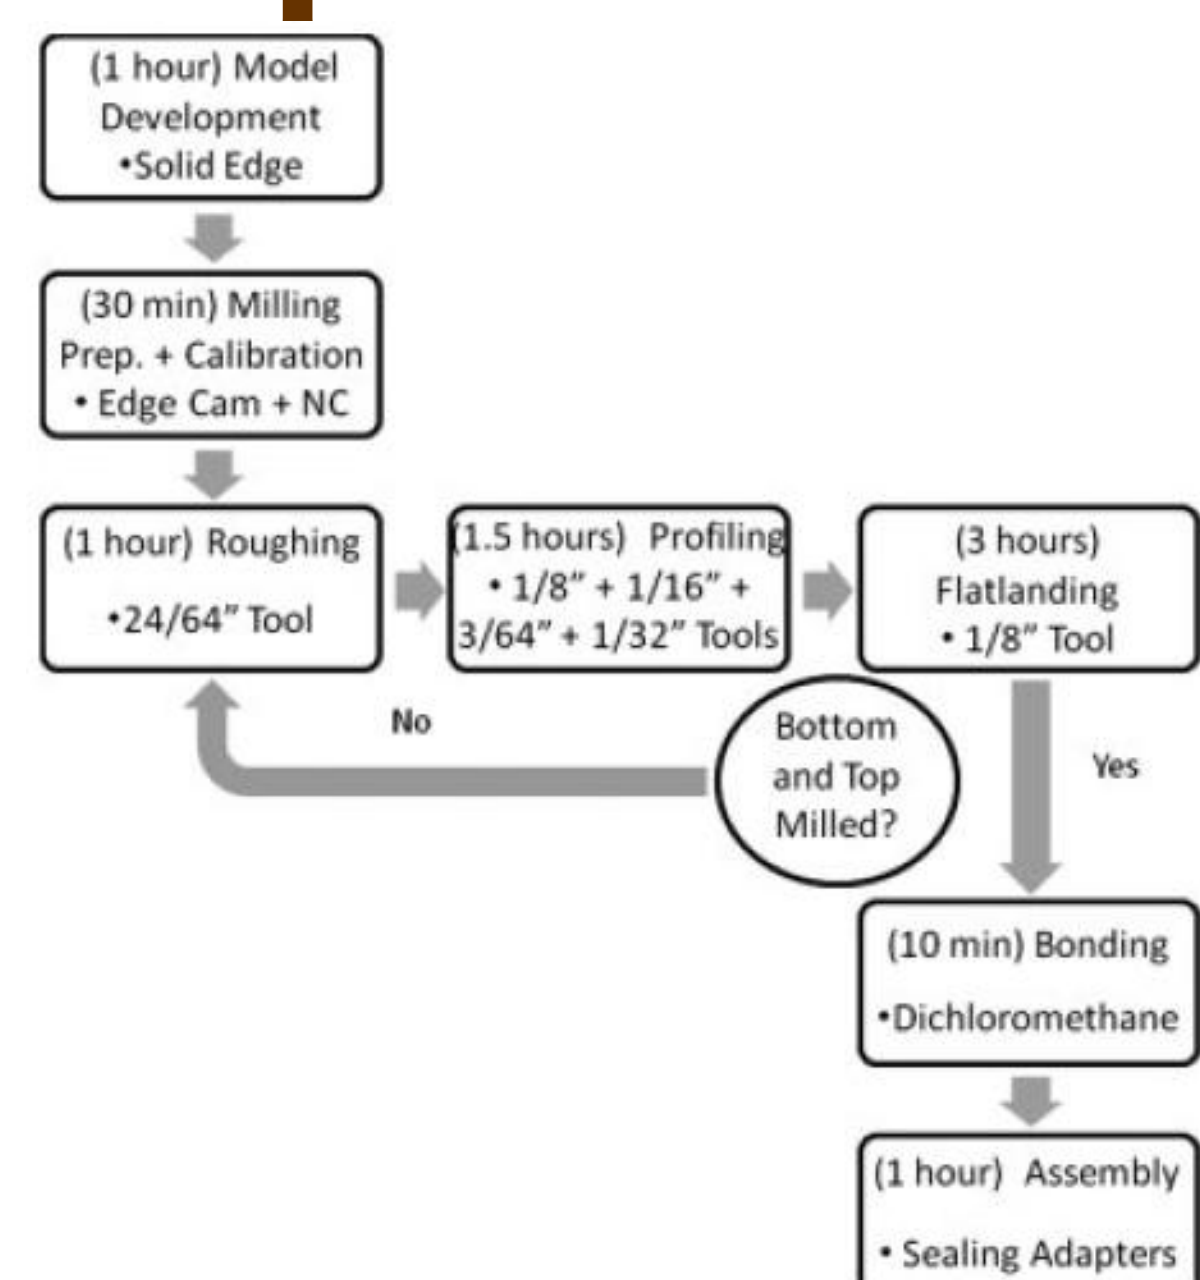 (1 hour) Model
Development
•Solid Edge
(30 min) Milling
Prep. + Calibration
• Edge Cam + NC
(1 hour) Roughing
•24/64” Tool
(1.5 hours) Profiling
• 1/8” + 1/16” +
3/64” + 1/32” Tools
(3 hours)
Flatlanding
• 1/8” Tool
No
Bottom
and Top
Milled?
Yes
(10 min) Bonding
•Dichloromethane
(1 hour) Assembly
• Sealing Adapters